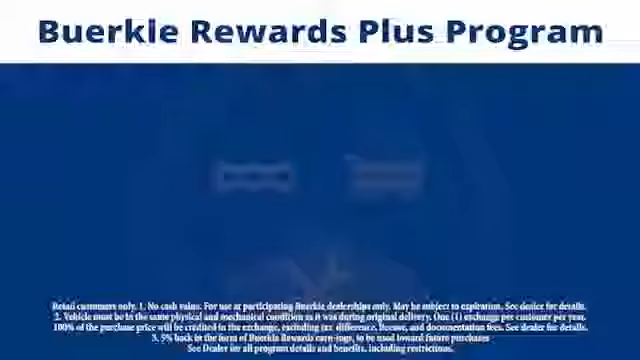 Buerkie Rewards Plus Program
Retail customers only. 1. No cash value. For use at participating Buerkie dealerships only. May be subject to expiration. See dealer for details.
2. Vehicle must be in the same physical and mechanical condition as it was during original delivery. One (1) exchange per customer per year.
100% of the purchase price will be credited in the exchange, excluding tax difference, license, and documentation fees. See dealer for details.
3. 5% back in the form of Buerkie Rewards earnings, to be used toward future purchases
See Dealer for all program details and benefits, including restrictions.